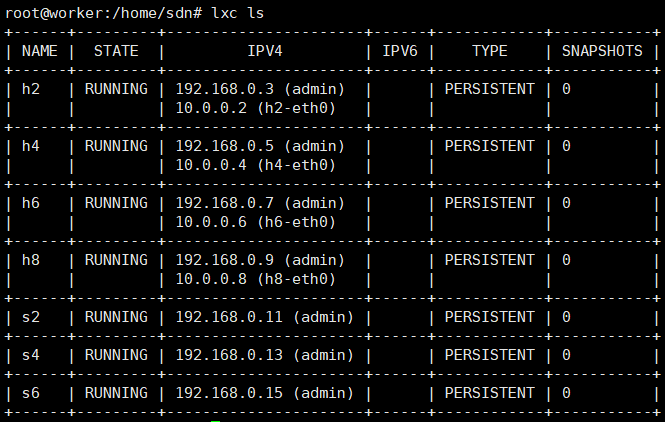 root@worker:/home/sdn# lxc ls
+------+---------+----------------------+------+------------+-----------+
| NAME |  STATE  |         IPV4         | IPV6 |    TYPE    | SNAPSHOTS |
+------+---------+----------------------+------+------------+-----------+
| h2   | RUNNING | 192.168.0.3 (admin)  |      | PERSISTENT | 0         |
|      |         | 10.0.0.2 (h2-eth0)   |      |            |           |
+------+---------+----------------------+------+------------+-----------+
| h4   | RUNNING | 192.168.0.5 (admin)  |      | PERSISTENT | 0         |
|      |         | 10.0.0.4 (h4-eth0)   |      |            |           |
+------+---------+----------------------+------+------------+-----------+
| h6   | RUNNING | 192.168.0.7 (admin)  |      | PERSISTENT | 0         |
|      |         | 10.0.0.6 (h6-eth0)   |      |            |           |
+------+---------+----------------------+------+------------+-----------+
| h8   | RUNNING | 192.168.0.9 (admin)  |      | PERSISTENT | 0         |
|      |         | 10.0.0.8 (h8-eth0)   |      |            |           |
+------+---------+----------------------+------+------------+-----------+
| s2   | RUNNING | 192.168.0.11 (admin) |      | PERSISTENT | 0         |
+------+---------+----------------------+------+------------+-----------+
| s4   | RUNNING | 192.168.0.13 (admin) |      | PERSISTENT | 0         |
+------+---------+----------------------+------+------------+-----------+
| s6   | RUNNING | 192.168.0.15 (admin) |      | PERSISTENT | 0         |
+------+---------+----------------------+------+------------+-----------+